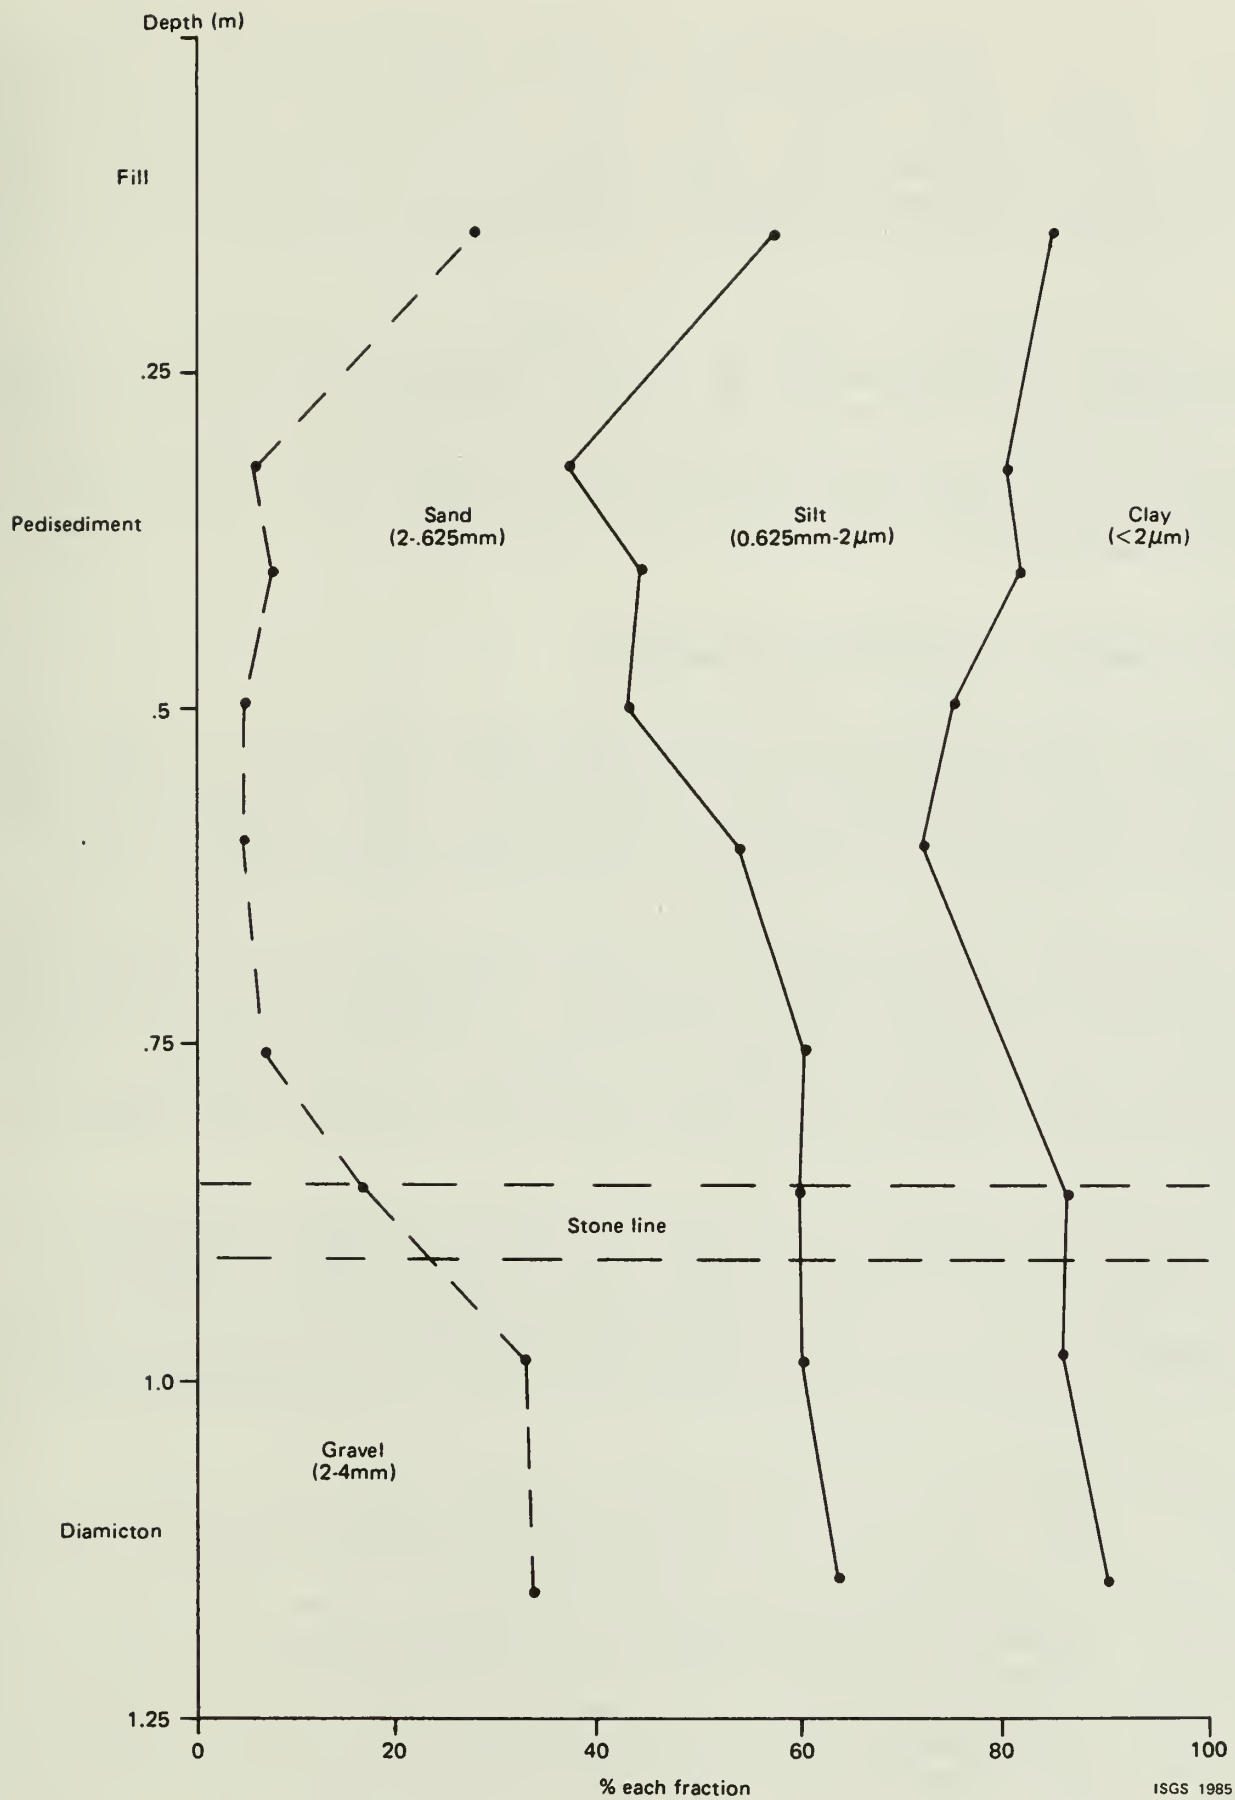 Depth (m)
Fill
.25
Pedisediment
Sand
(2-.625mm)
Silt
(0.625mm-2μm)
Clay
(<2μm)
.5
.75
Stone line
1.0
Gravel
(2-4mm)
Diamicton
1.25
0 20 40 60 80 100
% each fraction
ISGS 1985